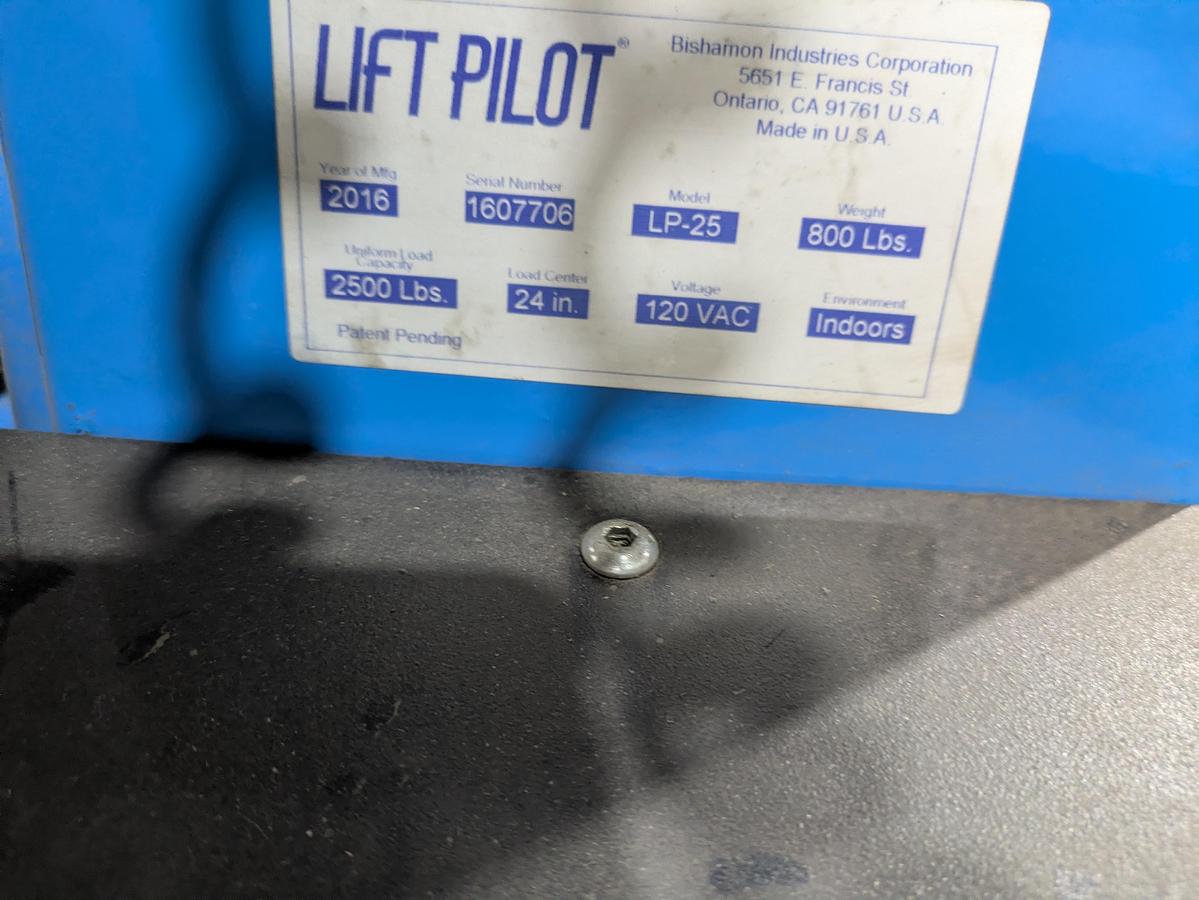 LIFT PILOT®
Bishamon Industries Corporation
5651 E. Francis St.
Ontario, CA 91761 U.S.A.
Made in U.S.A.
Year of Mfg
2016
Serial Number
1607706
Model
LP-25
Weight
800 Lbs.
Uniform Load
Capacity
2500 Lbs.
Load Center
24 in.
Voltage
120 VAC
Environment
Indoors
Patent Pending